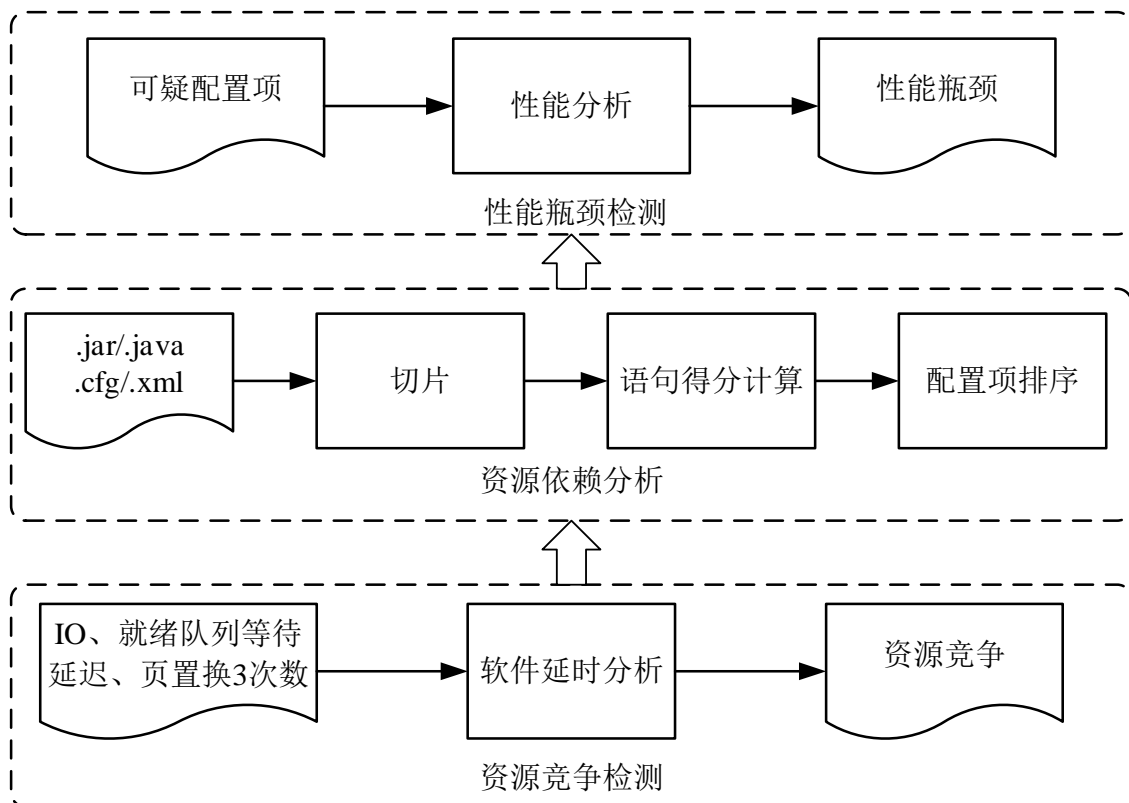 可疑配置项
性能分析
性能瓶颈
性能瓶颈检测
.jar/.java
.cfg/.xml
切片
语句得分计算
配置项排序
资源依赖分析
IO、就绪队列等待
延迟、页置换3次数
软件延时分析
资源竞争
资源竞争检测